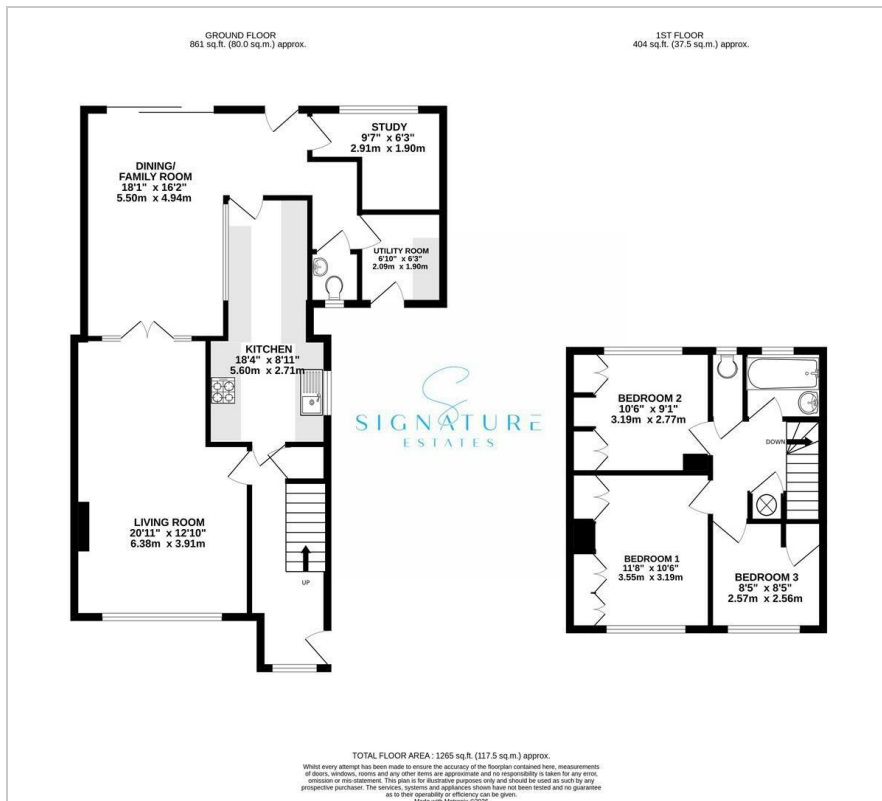 GROUND FLOOR
861 sq.ft. (80.0 sq.m.) approx.
1ST FLOOR
404 sq.ft. (37.5 sq.m.) approx.
STUDY
9'7" x 6'3"
2.91m x 1.90m
DINING/
FAMILY ROOM
18'1" x 16'2"
5.50m x 4.94m
UTILITY ROOM
6'10" x 6'3"
2.09m x 1.90m
KITCHEN
18'4" x 8'11"
5.60m x 2.71m
SIGNATURE
ESTATES
LIVING ROOM
20'11" x 12'10"
6.38m x 3.91m
UP
BEDROOM 2
10'6" x 9'1"
3.19m x 2.77m
DOWN
BEDROOM 1
11'8" x 10'6"
3.55m x 3.19m
BEDROOM 3
8'5" x 8'5"
2.57m x 2.56m
TOTAL FLOOR AREA : 1265 sq.ft. (117.5 sq.m.) approx.
Whilst every attempt has been made to ensure the accuracy of the floorplan contained here, measurements
of doors, windows, rooms and any other items are approximate and no responsibility is taken for any error,
omission or mis-statement. This plan is for illustrative purposes only and should be used as such by any
prospective purchaser. The services, systems and appliances shown have not been tested and no guarantee
as to their operability or efficiency can be given.
Made with Metropix